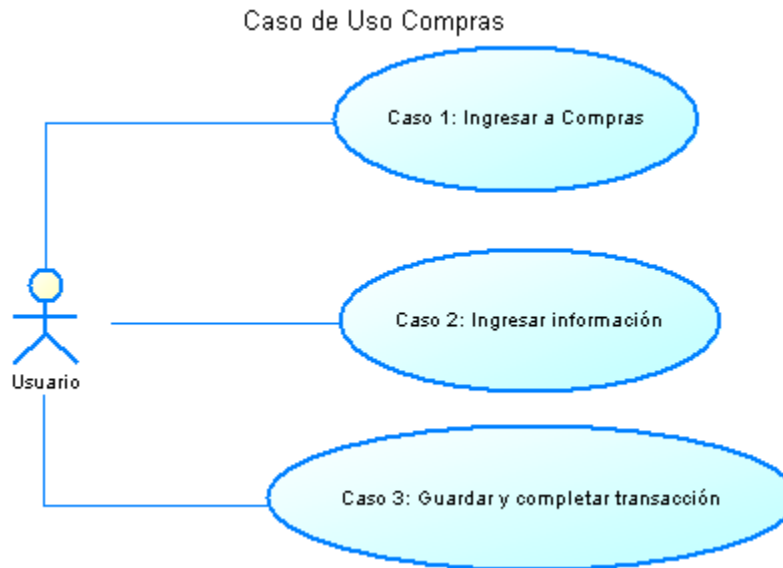 Caso de Uso Compras
Caso 1: Ingresar a Compras
Caso 2: Ingresar información
Usuario
Caso 3: Guardar y completar transacción